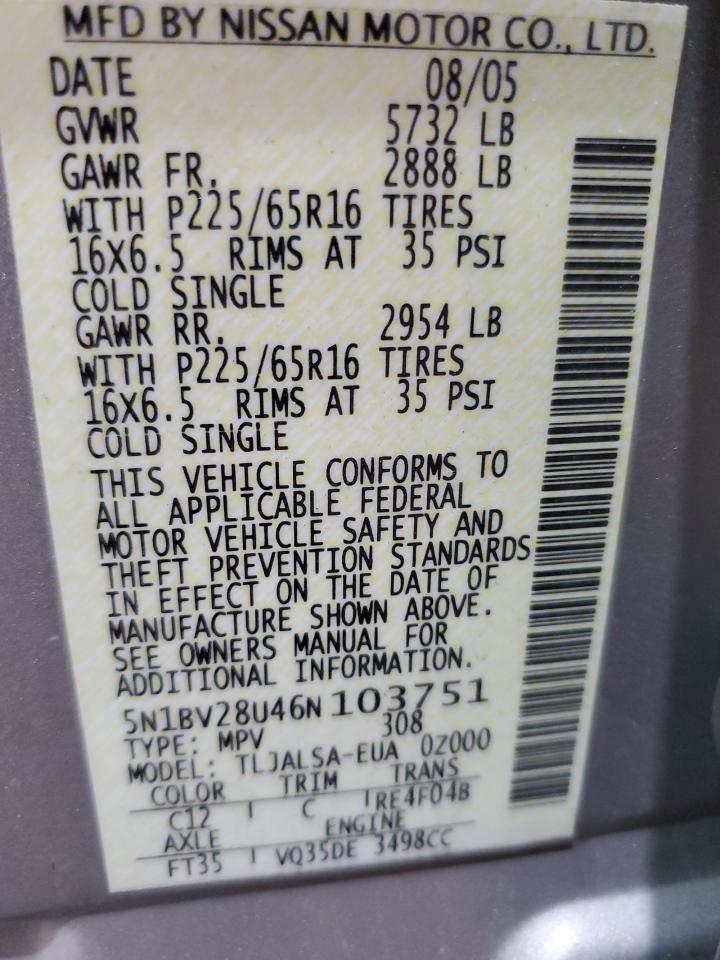 MFD BY NISSAN MOTOR CO., LTD.
DATE 08/05
GVWR 5732 LB
GAWR FR. 2888 LB
WITH P225/65R16 TIRES
16X6.5 RIMS AT 35 PSI
COLD SINGLE
GAWR RR. 2954 LB
WITH P225/65R16 TIRES
16X6.5 RIMS AT 35 PSI
COLD SINGLE
THIS VEHICLE CONFORMS TO
ALL APPLICABLE FEDERAL
MOTOR VEHICLE SAFETY AND
THEFT PREVENTION STANDARDS
IN EFFECT ON THE DATE OF
MANUFACTURE SHOWN ABOVE.
SEE OWNERS MANUAL FOR
ADDITIONAL INFORMATION.
5N1BV28U46N 103751
TYPE: MPV 308
MODEL: TLJALSA-EUA 0Z000
COLOR TRIM TRANS
C12 C RE4F04B
AXLE ENGINE
FT35 VQ35DE 3498CC